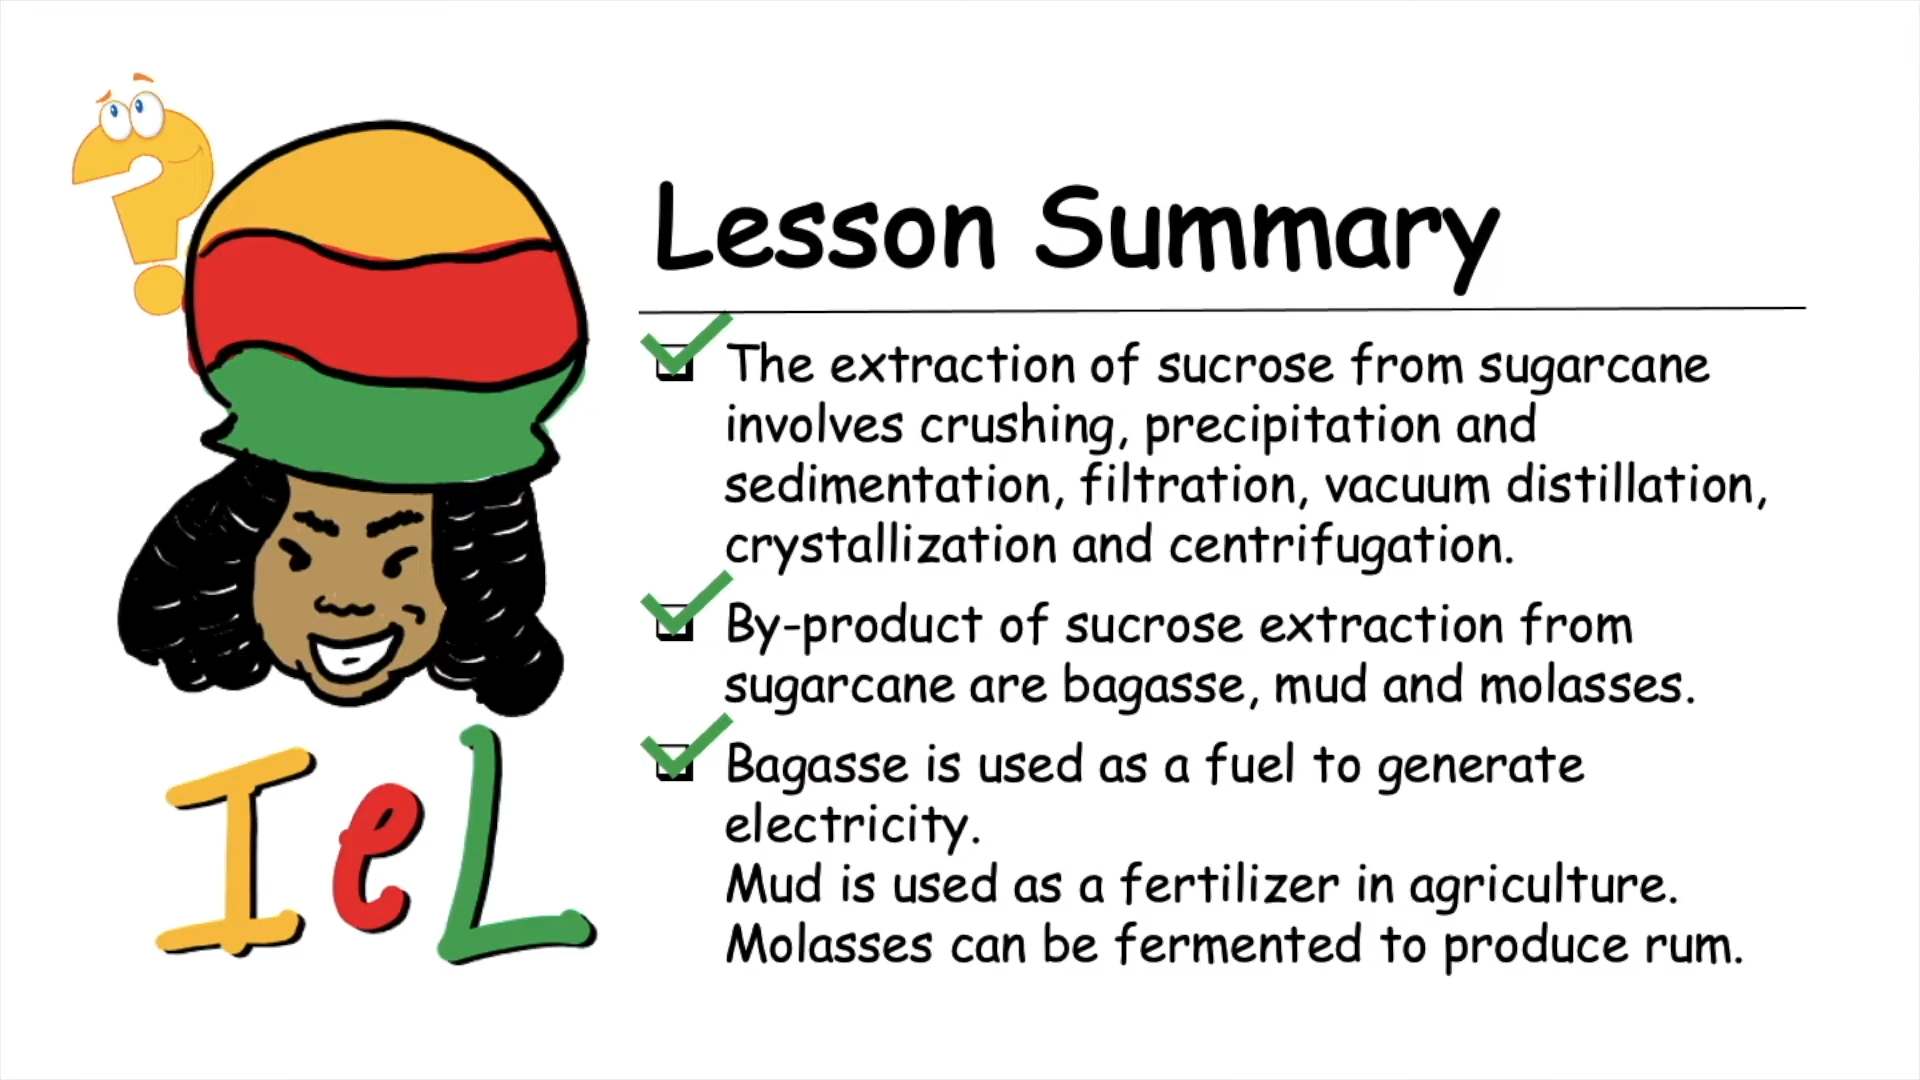 Lesson Summary
The extraction of sucrose from sugarcane
involves crushing, precipitation and
sedimentation, filtration, vacuum distillation,
crystallization and centrifugation.
By-product of sucrose extraction from
sugarcane are bagasse, mud and molasses.
Bagasse is used as a fuel to generate
electricity.
Mud is used as a fertilizer in agriculture.
Molasses can be fermented to produce rum.
IeL